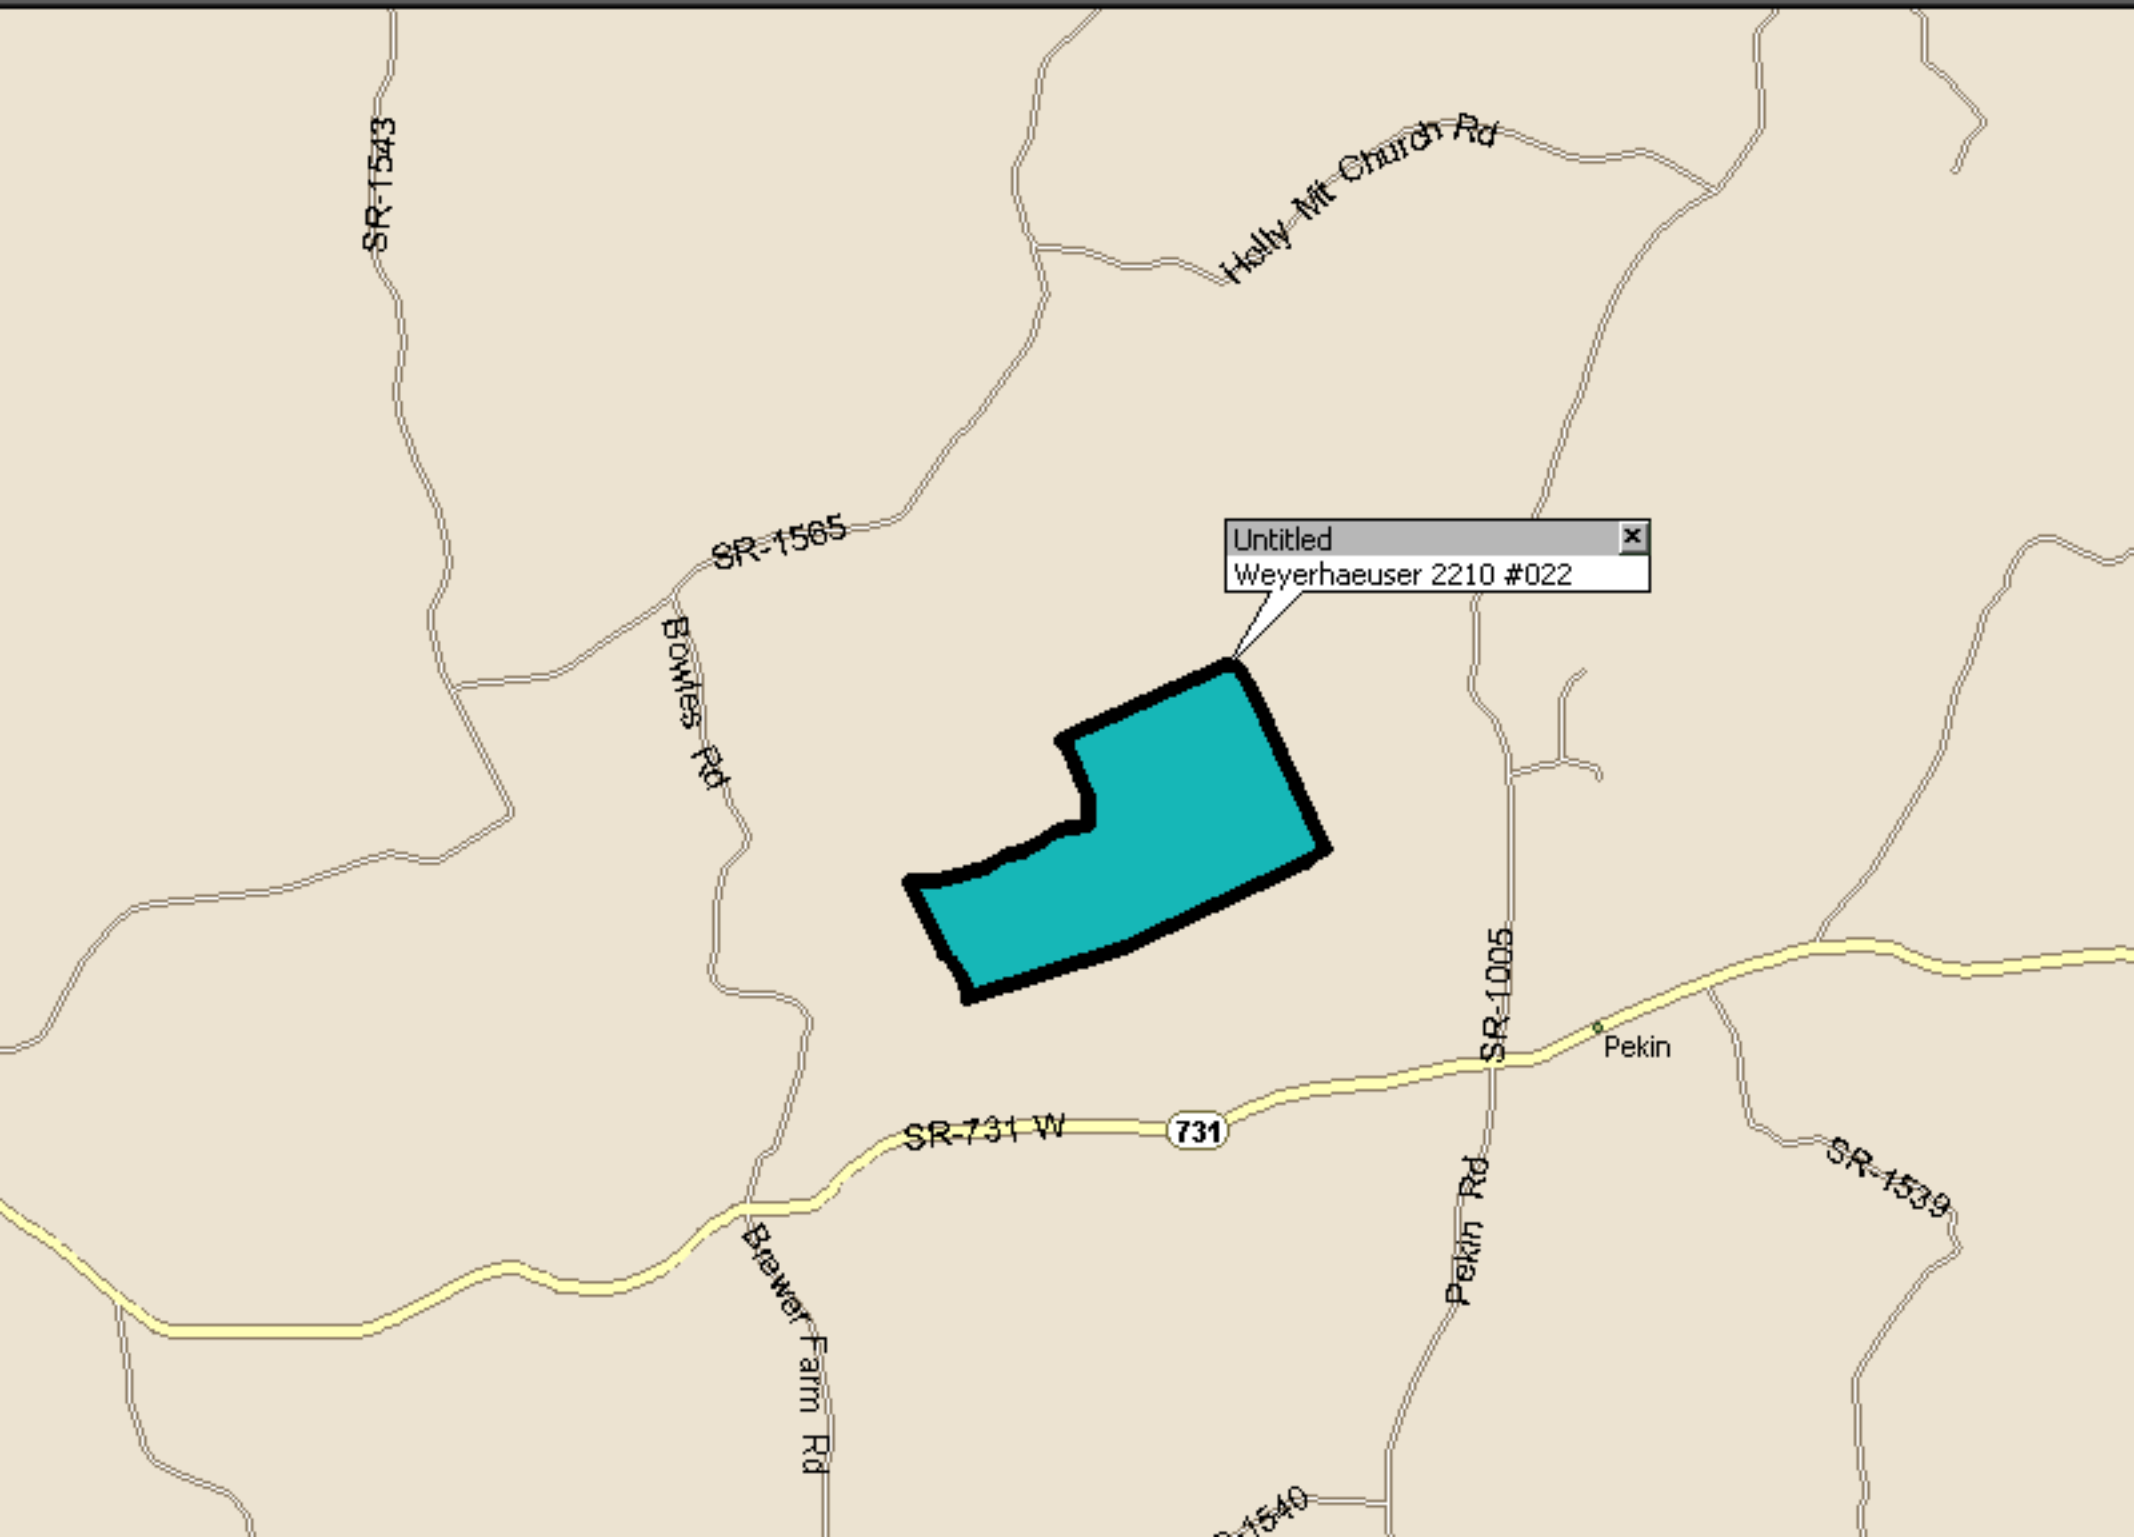 SR-1543
Holly Mt Church Rd
SR-1565
Untitled
Weyerhaeuser 2210 #022
Bowles Rd
SR-1005
Pekin
SR-731 W
731
SR-1539
Pekin Rd
Brewer Farm Rd
-1540